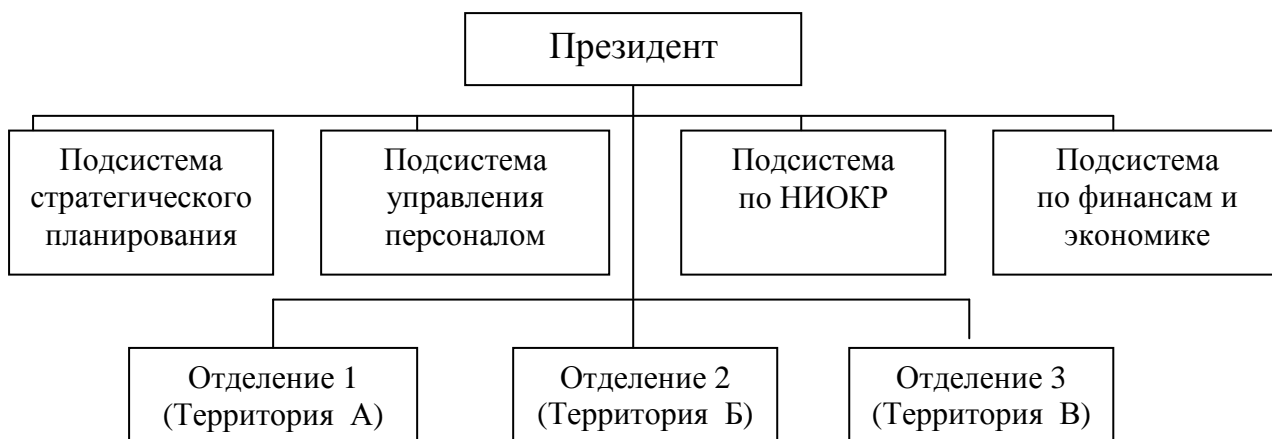 Президент
Подсистема
стратегического
планирования
Подсистема
управления
персоналом
Подсистема
по НИОКР
Подсистема
по финансам и
экономике
Отделение 1
(Территория А)
Отделение 2
(Территория Б)
Отделение 3
(Территория В)